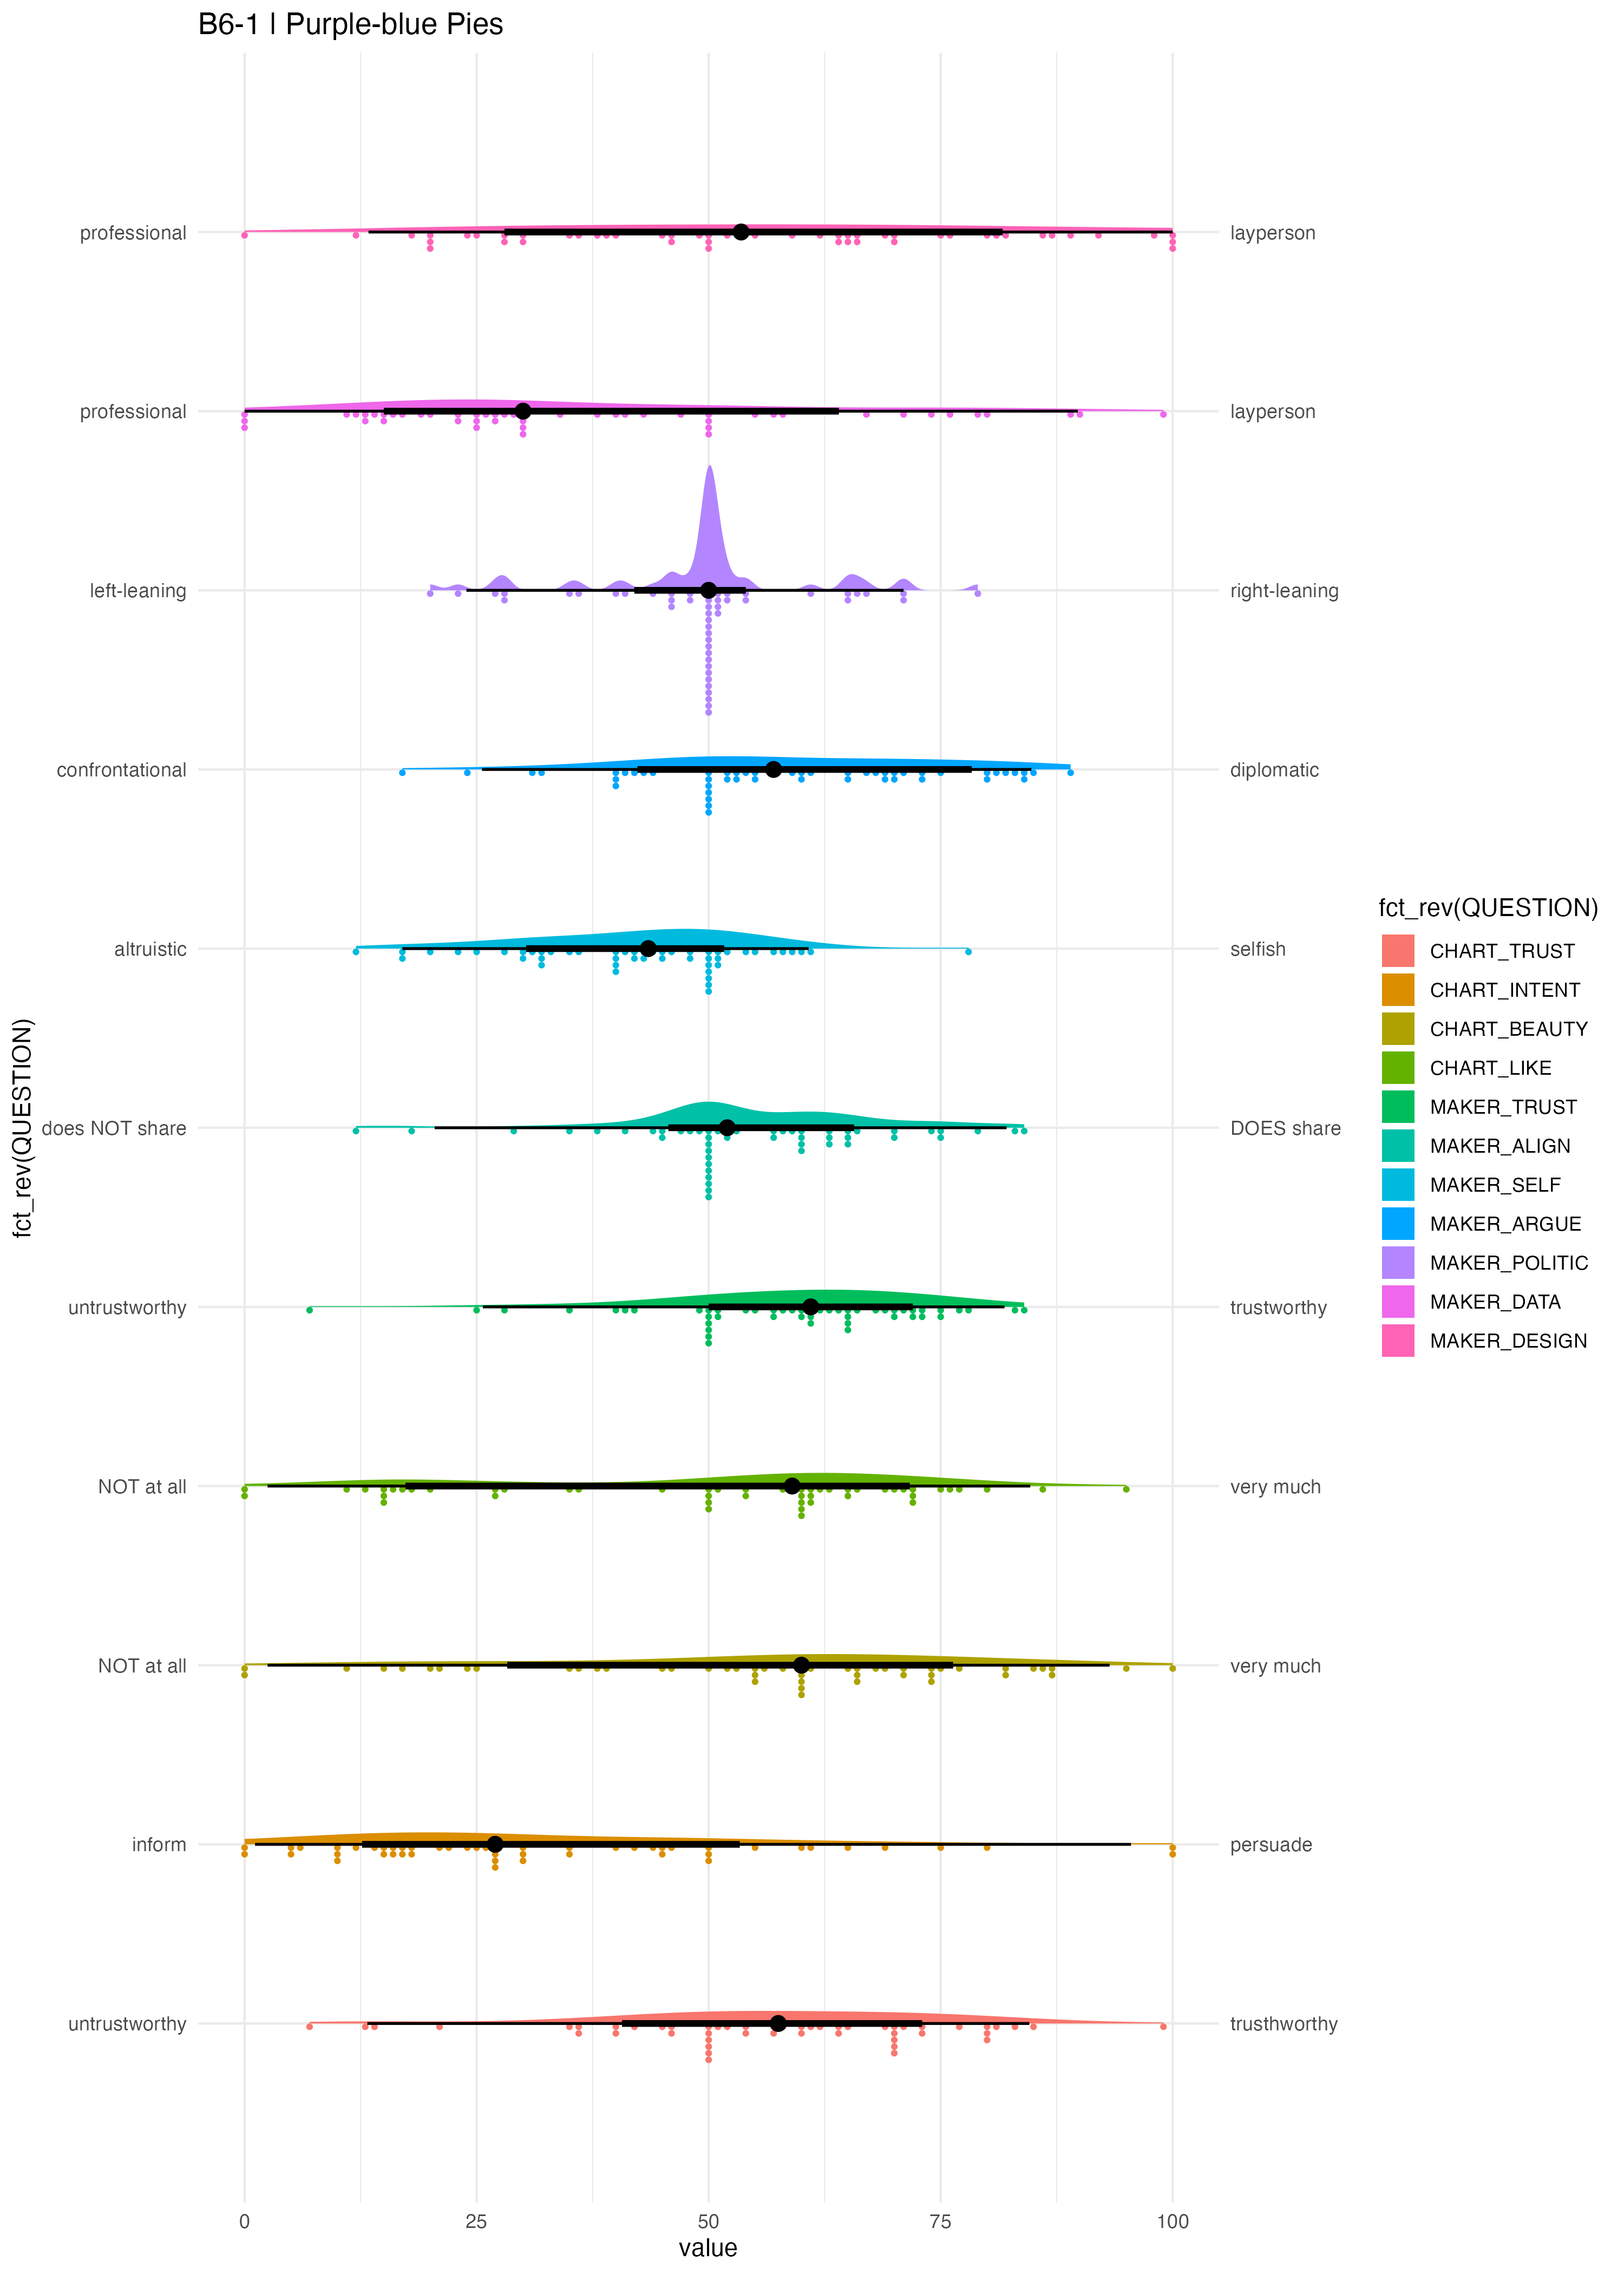 B6-1 | Purple-blue Pies
professional layperson
professional layperson
left-leaning right-leaning
confrontational diplomatic
altruistic selfish
does NOT share DOES share
untrustworthy trustworthy
NOT at all very much
NOT at all very much
inform persuade
untrustworthy trusthworthy
fct_rev(QUESTION)
0 25 50 75 100
value
fct_rev(QUESTION)
CHART_TRUST
CHART_INTENT
CHART_BEAUTY
CHART_LIKE
MAKER_TRUST
MAKER_ALIGN
MAKER_SELF
MAKER_ARGUE
MAKER_POLITIC
MAKER_DATA
MAKER_DESIGN